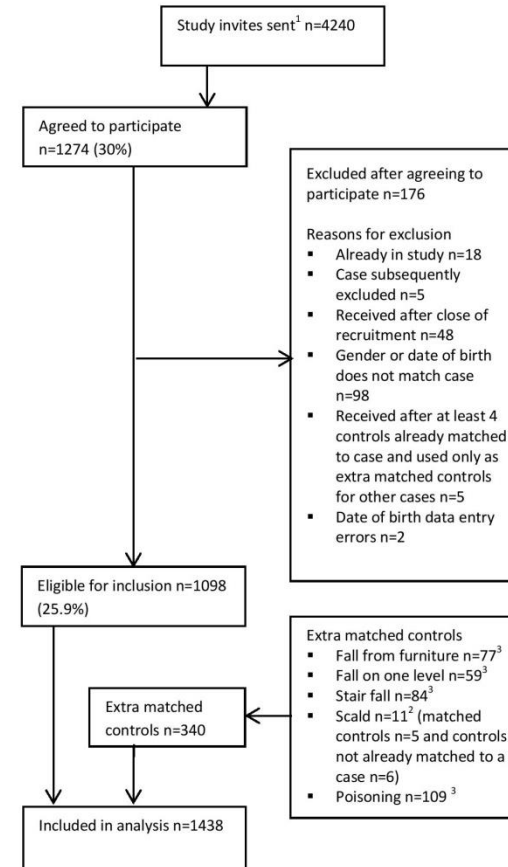 Study invites sent¹ n=4240
Agreed to participate
n=1274 (30%)
Excluded after agreeing to
participate n=176
Reasons for exclusion
▪ Already in study n=18
▪ Case subsequently
excluded n=5
▪ Received after close of
recruitment n=48
▪ Gender or date of birth
does not match case
n=98
▪ Received after at least 4
controls already matched
to case and used only as
extra matched controls
for other cases n=5
▪ Date of birth data entry
errors n=2
Eligible for inclusion n=1098
(25.9%)
Extra matched controls
▪ Fall from furniture n=77³
▪ Fall on one level n=59³
▪ Stair fall n=84³
▪ Scald n=11² (matched
controls n=5 and controls
not already matched to a
case n=6)
▪ Poisoning n=109 ³
Extra matched
controls n=340
Included in analysis n=1438